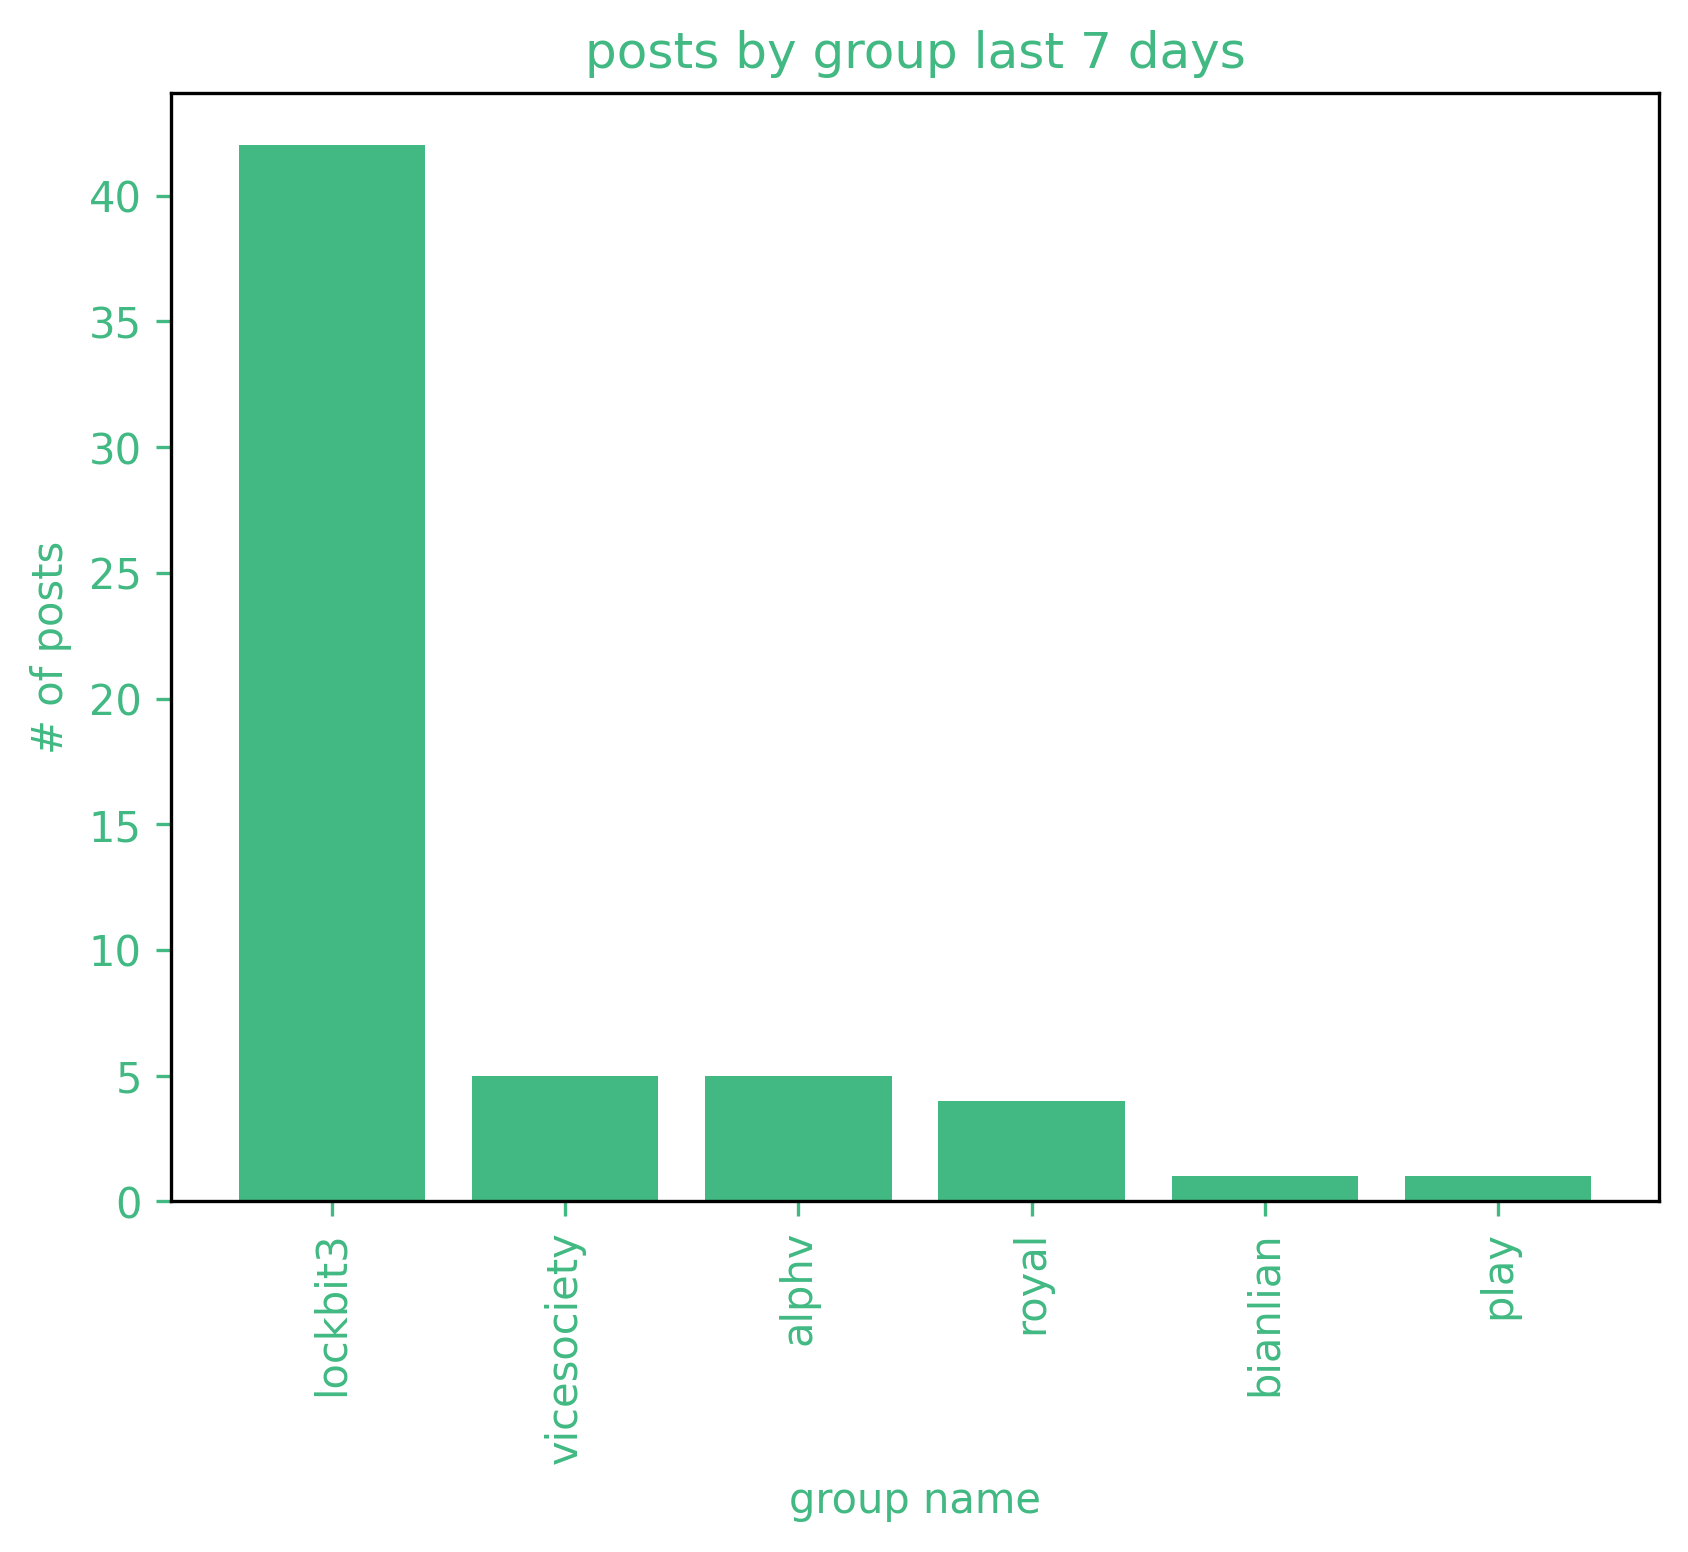 posts by group last 7 days
# of posts
40
35
30
25
20
15
10
5
0
lockbit3
vicesociety
alphv
royal
bianlian
play
group name